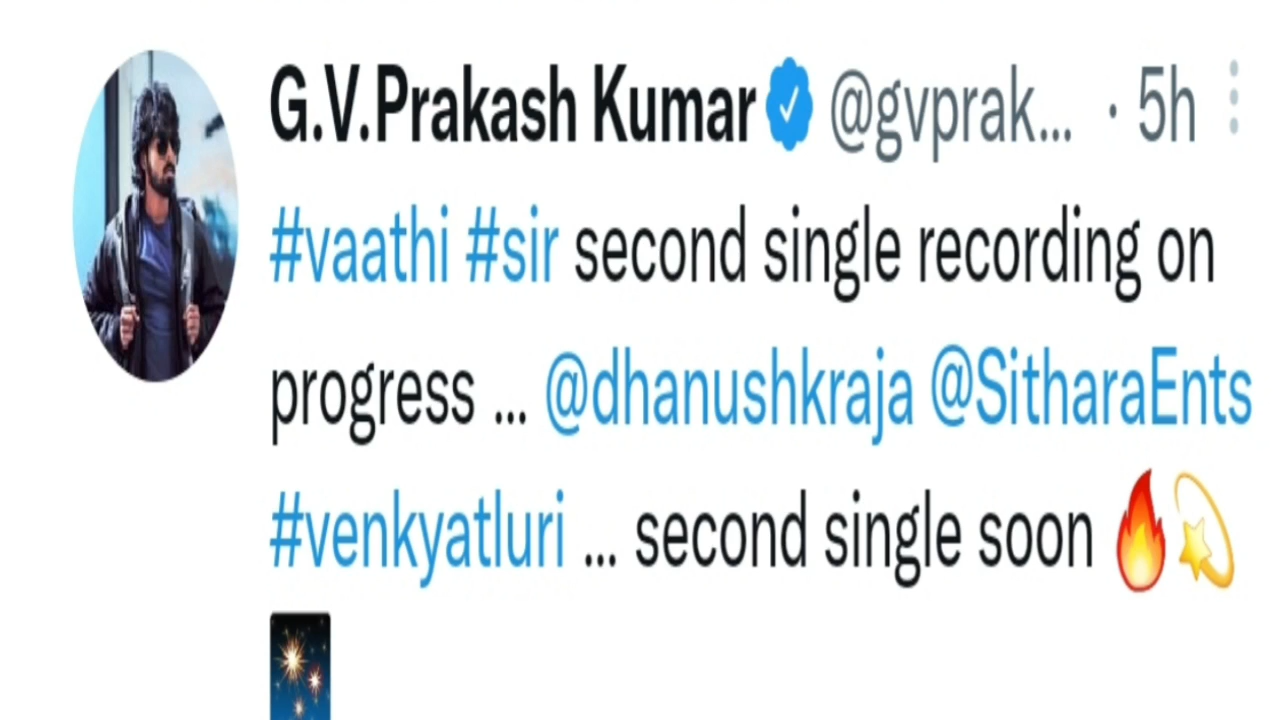 G.V.Prakash Kumar @gvprak... · 5h
#vaathi #sir second single recording on
progress ... @dhanushkraja @SitharaEnts
#venkyatluri ... second single soon 🔥💫
🎇